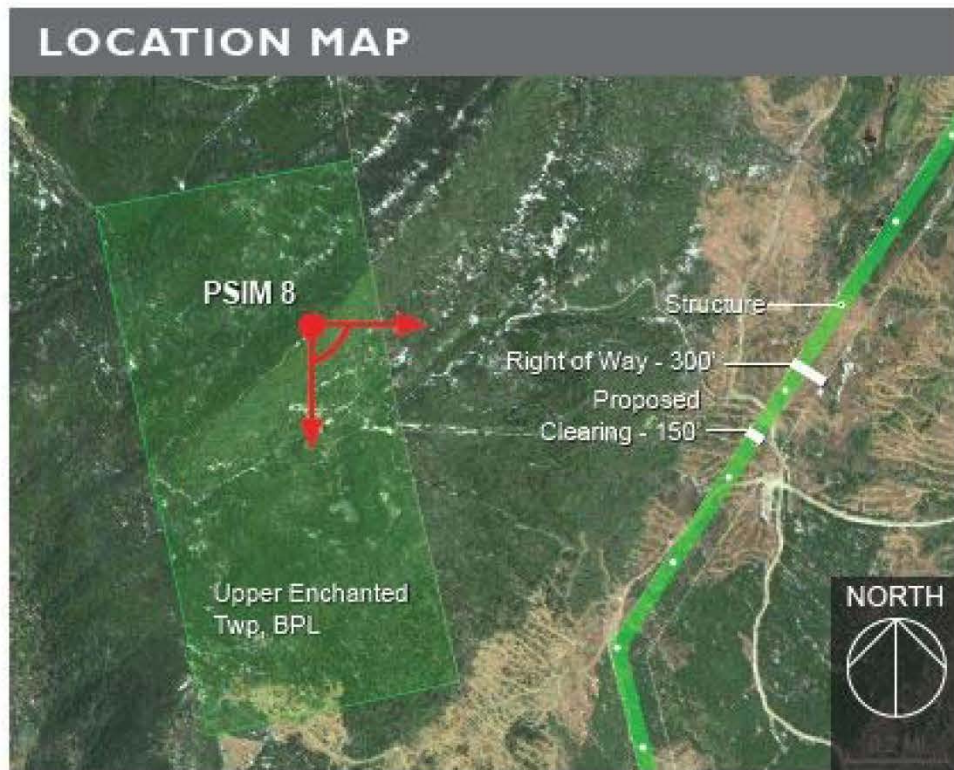 LOCATION MAP
PSIM 8
Structure
Right of Way - 300'
Proposed
Clearing - 150'
Upper Enchanted
Twp, BPL
NORTH